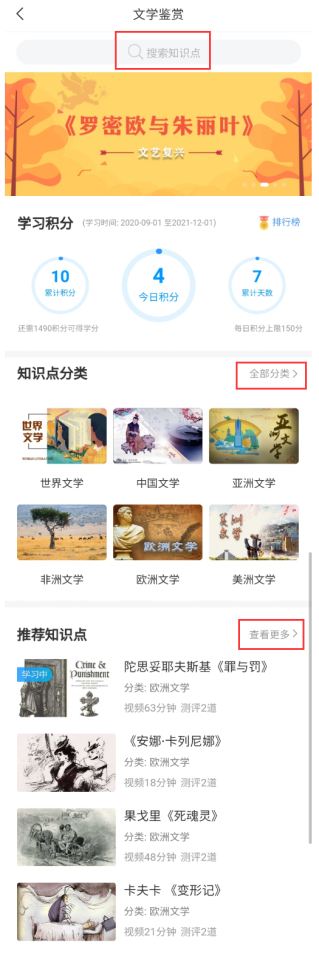 文学鉴赏
搜索知识点
《罗密欧与朱丽叶》
文艺复兴
学习积分 (学习时间: 2020-09-01 至2021-12-01) 排行榜
10 4 7
累计积分 今日积分 累计天数
还需1490积分可得学分 每日积分上限150分
知识点分类 全部分类
世界
文学
亚洲文学
世界文学 中国文学 亚洲文学
欧洲文学
非洲文学 欧洲文学 美洲文学
推荐知识点 查看更多
学习中
Crime &
Punishment
陀思妥耶夫斯基《罪与罚》
分类: 欧洲文学
视频63分钟 测评2道
《安娜·卡列尼娜》
分类: 欧洲文学
视频18分钟 测评2道
果戈里《死魂灵》
分类: 欧洲文学
视频48分钟 测评2道
卡夫卡 《变形记》
分类: 欧洲文学
视频21分钟 测评2道